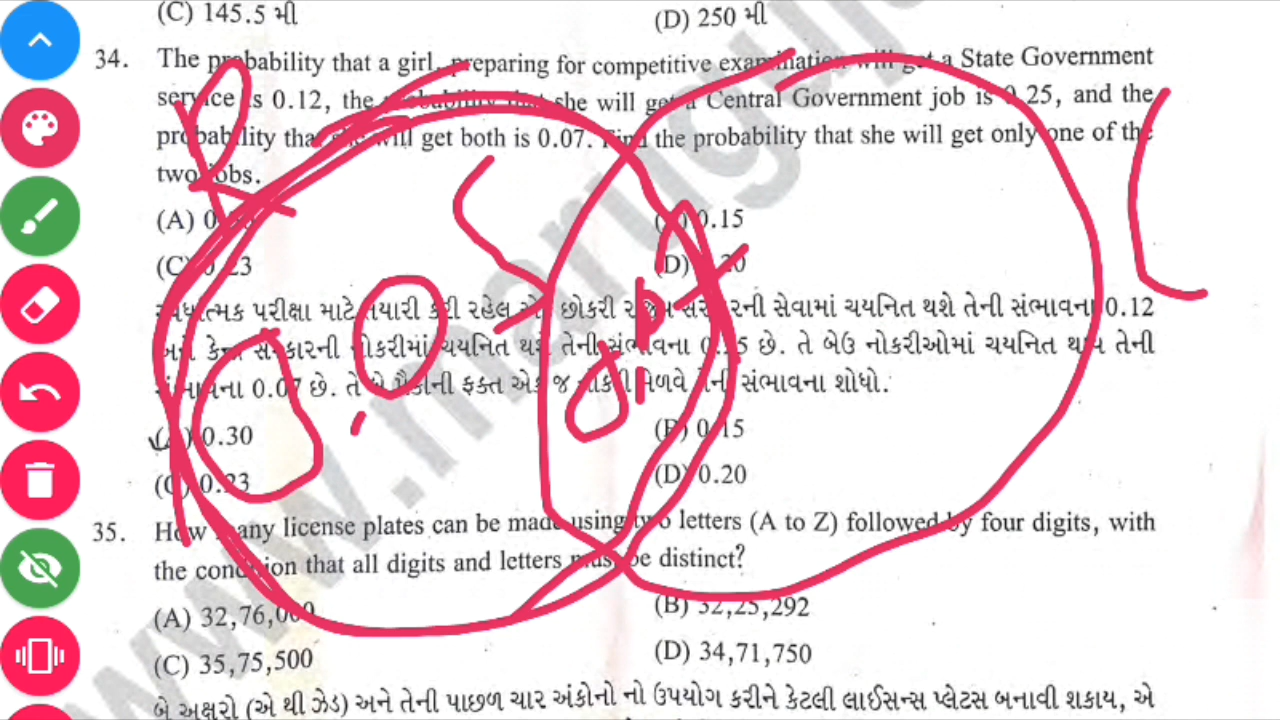 (C) 145.5 મી
(D) 250 મી
34. The probability that a girl, preparing for competitive examination will get a State Government
service is 0.12, the probability that she will get a Central Government job is 0.25, and the
probability that she will get both is 0.07. Find the probability that she will get only one of the
two jobs.
(A) 0
0.15
(C) 0.23
(D) 0.20
સ્પર્ધાત્મક પરીક્ષા માટે તૈયારી કરી રહેલ એક છોકરી રાજ્ય સરકારની સેવામાં ચયનિત થશે તેની સંભાવના 0.12
અને કેન્દ્ર સરકારની નોકરીમાં ચયનિત થશે તેની સંભાવના 0.25 છે. તે બેઉ નોકરીઓમાં ચયનિત થાય તેની
સંભાવના 0.07 છે. તે બે પૈકીની ફક્ત એક જ નોકરી મેળવે તેની સંભાવના શોધો.
(A) 0.30
(B) 0.15
(C) 0.23
(D) 0.20
35. How many license plates can be made using two letters (A to Z) followed by four digits, with
the condition that all digits and letters must be distinct?
(A) 32,76,000
(B) 32,25,292
(C) 35,75,500
(D) 34,71,750
બે અક્ષરો (એ થી ઝેડ) અને તેની પાછળ ચાર અંકોનો નો ઉપયોગ કરીને કેટલી લાઈસન્સ પ્લેટસ બનાવી શકાય, એ